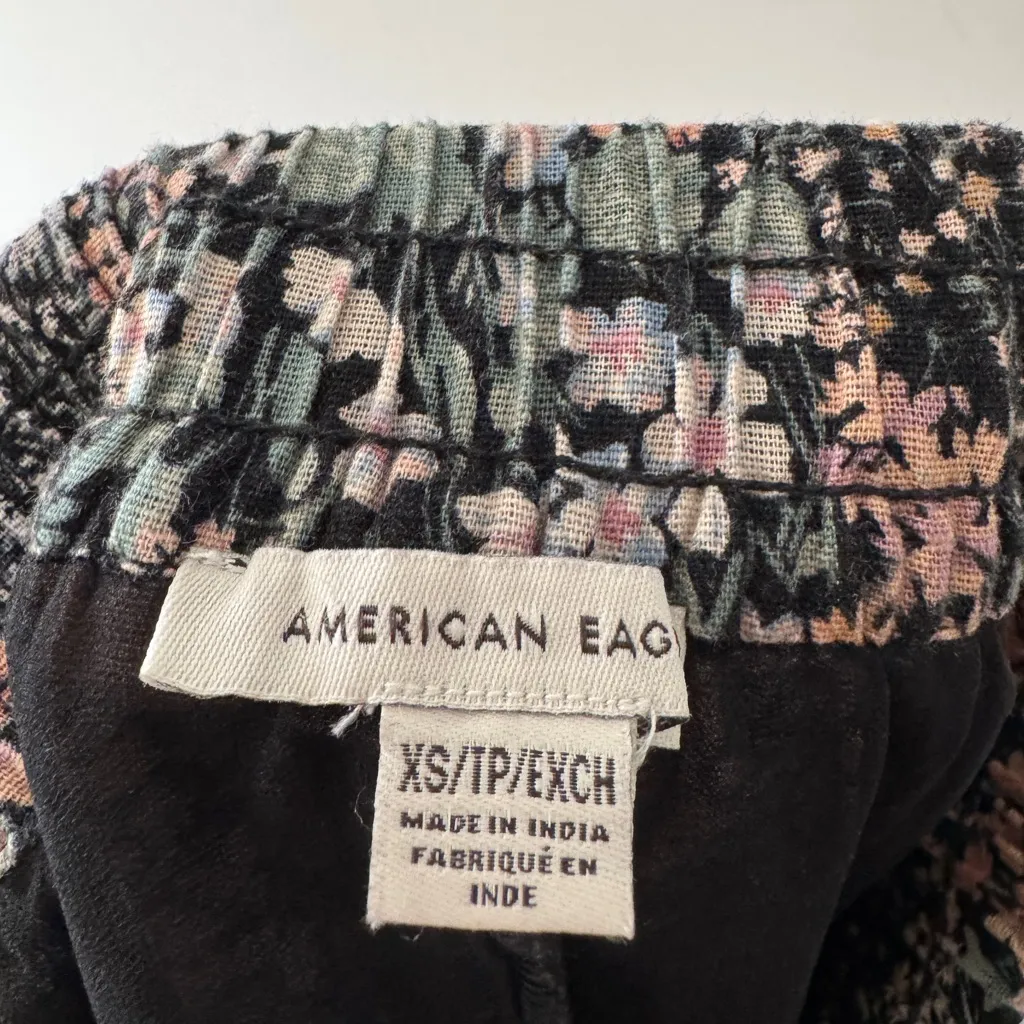 AMERICAN EAG
XS/TP/EXCH
MADE IN INDIA
FABRIQUÉ EN
INDE